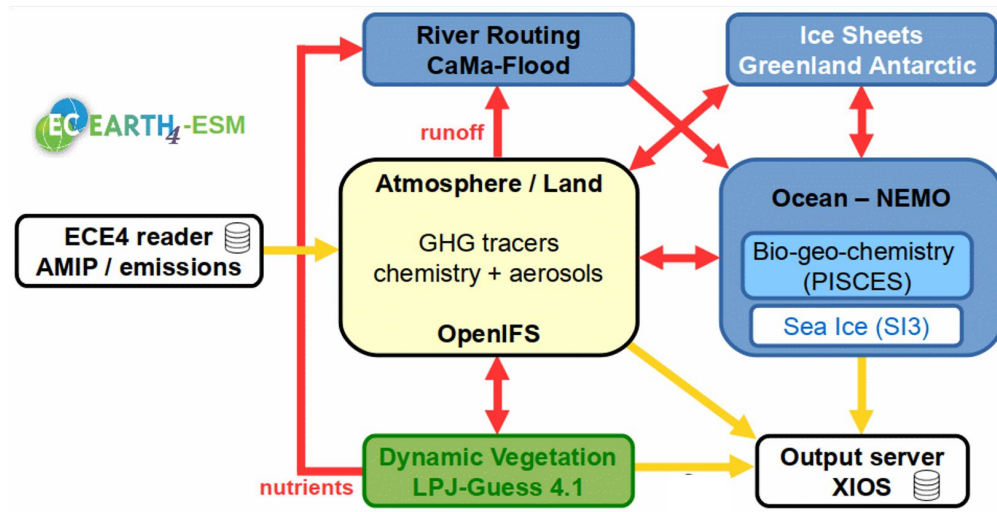 River Routing
CaMa-Flood
Ice Sheets
Greenland Antarctic
ECEARTH4-ESM
runoff
Atmosphere / Land
GHG tracers
chemistry + aerosols
OpenIFS
Ocean – NEMO
Bio-geo-chemistry
(PISCES)
Sea Ice (SI3)
ECE4 reader
AMIP / emissions
Dynamic Vegetation
LPJ-Guess 4.1
nutrients
Output server
XIOS